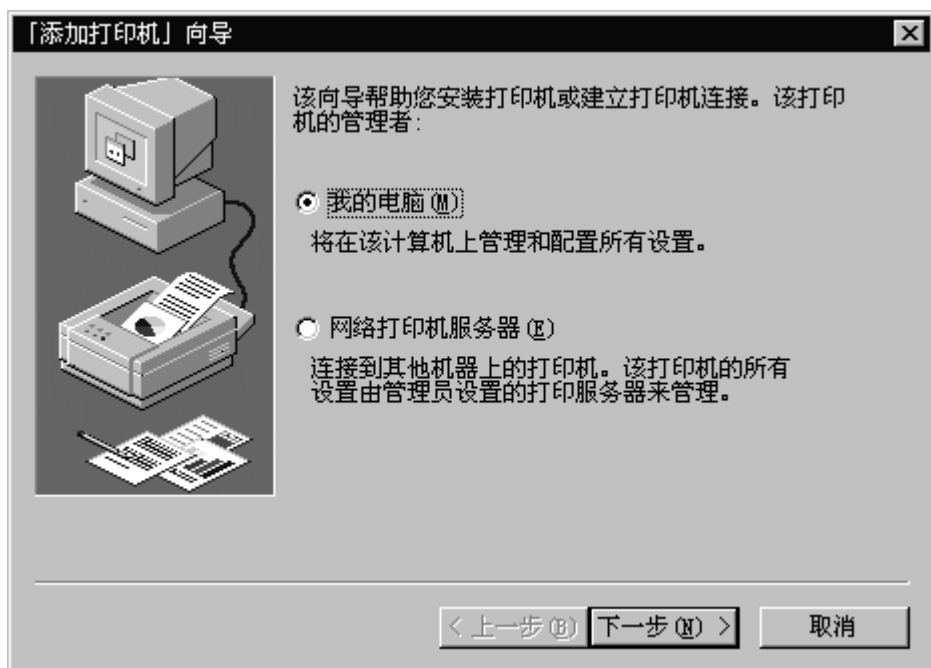 「添加打印机」向导
该向导帮助您安装打印机或建立打印机连接。该打印
机的管理者:
我的电脑(M)
将在该计算机上管理和配置所有设置。
网络打印机服务器(E)
连接到其他机器上的打印机。该打印机的所有
设置由管理员设置的打印服务器来管理。
< 上一步(B) 下一步(N) > 取消